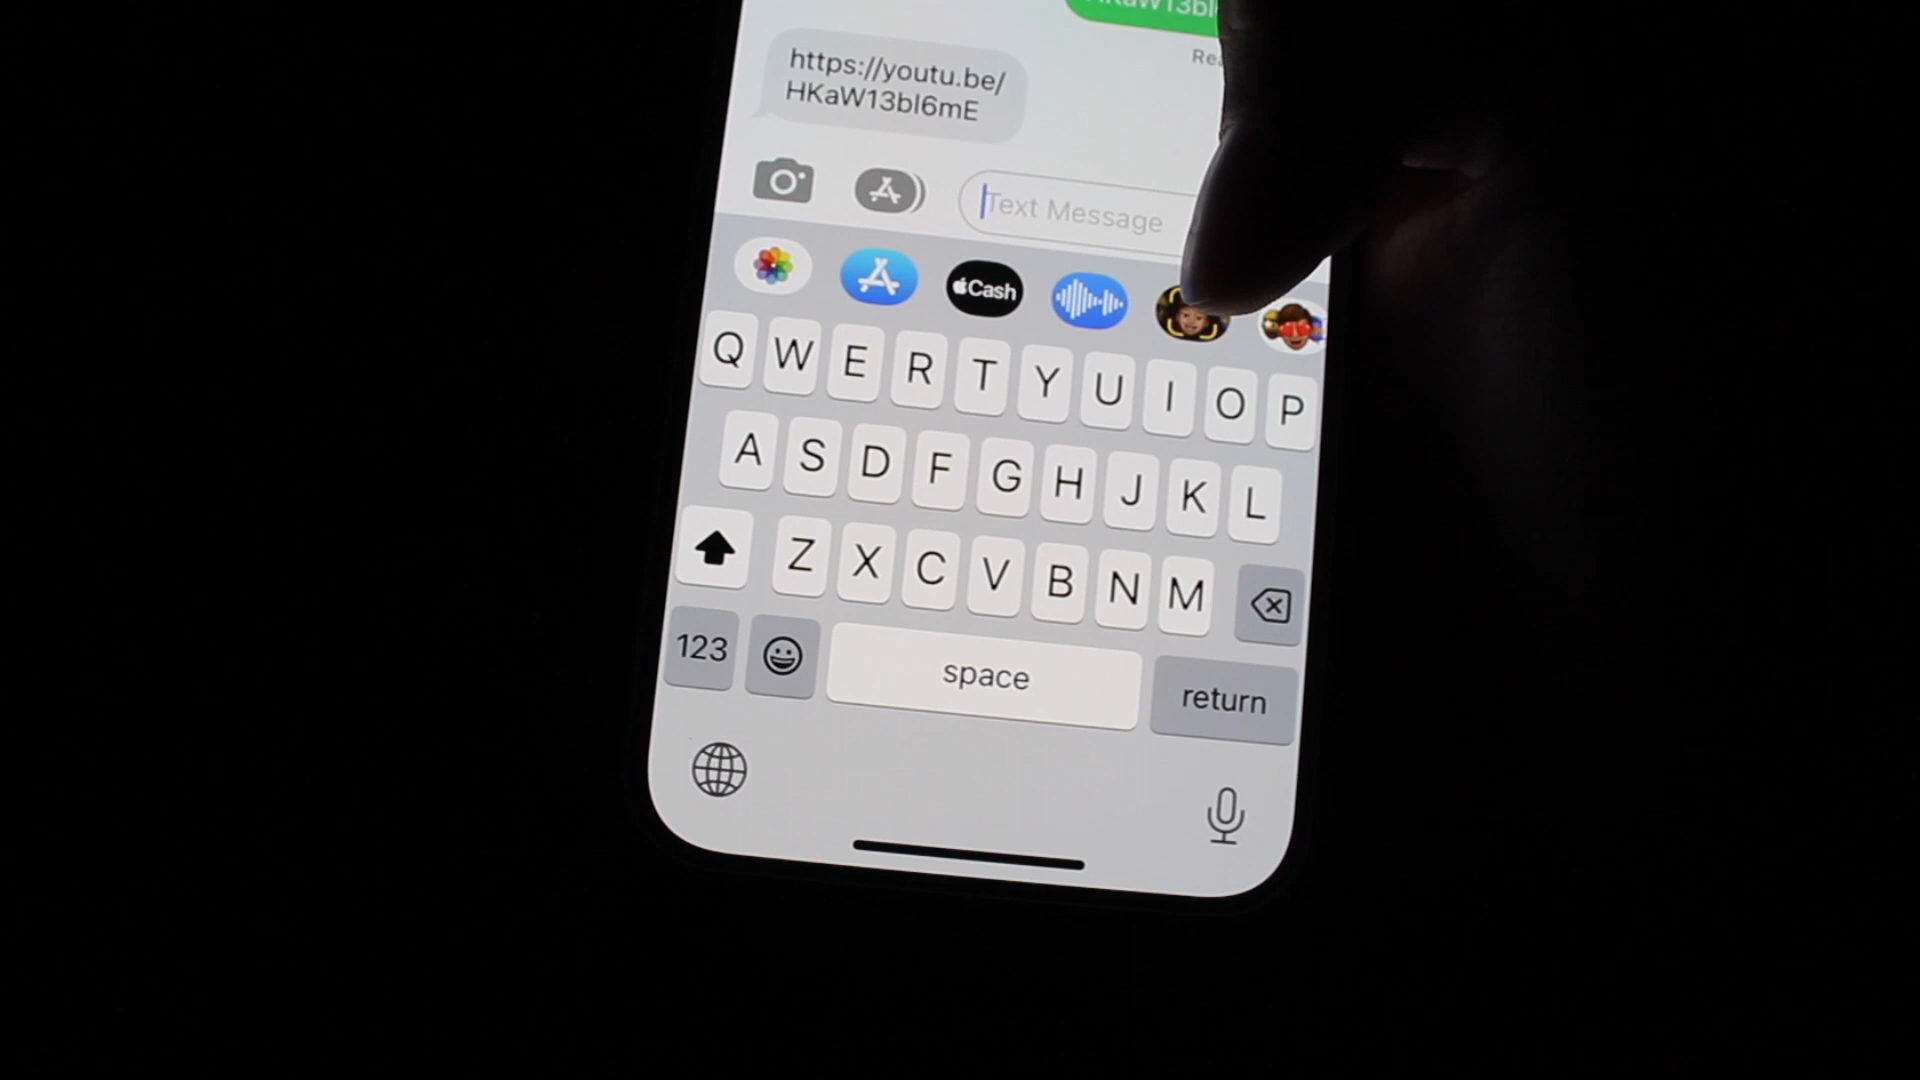 https://youtu.be/
HKaW13bl6mE
Text Message
Cash
Q W E R T Y U I O P
A S D F G H J K L
Z X C V B N M
123 space return